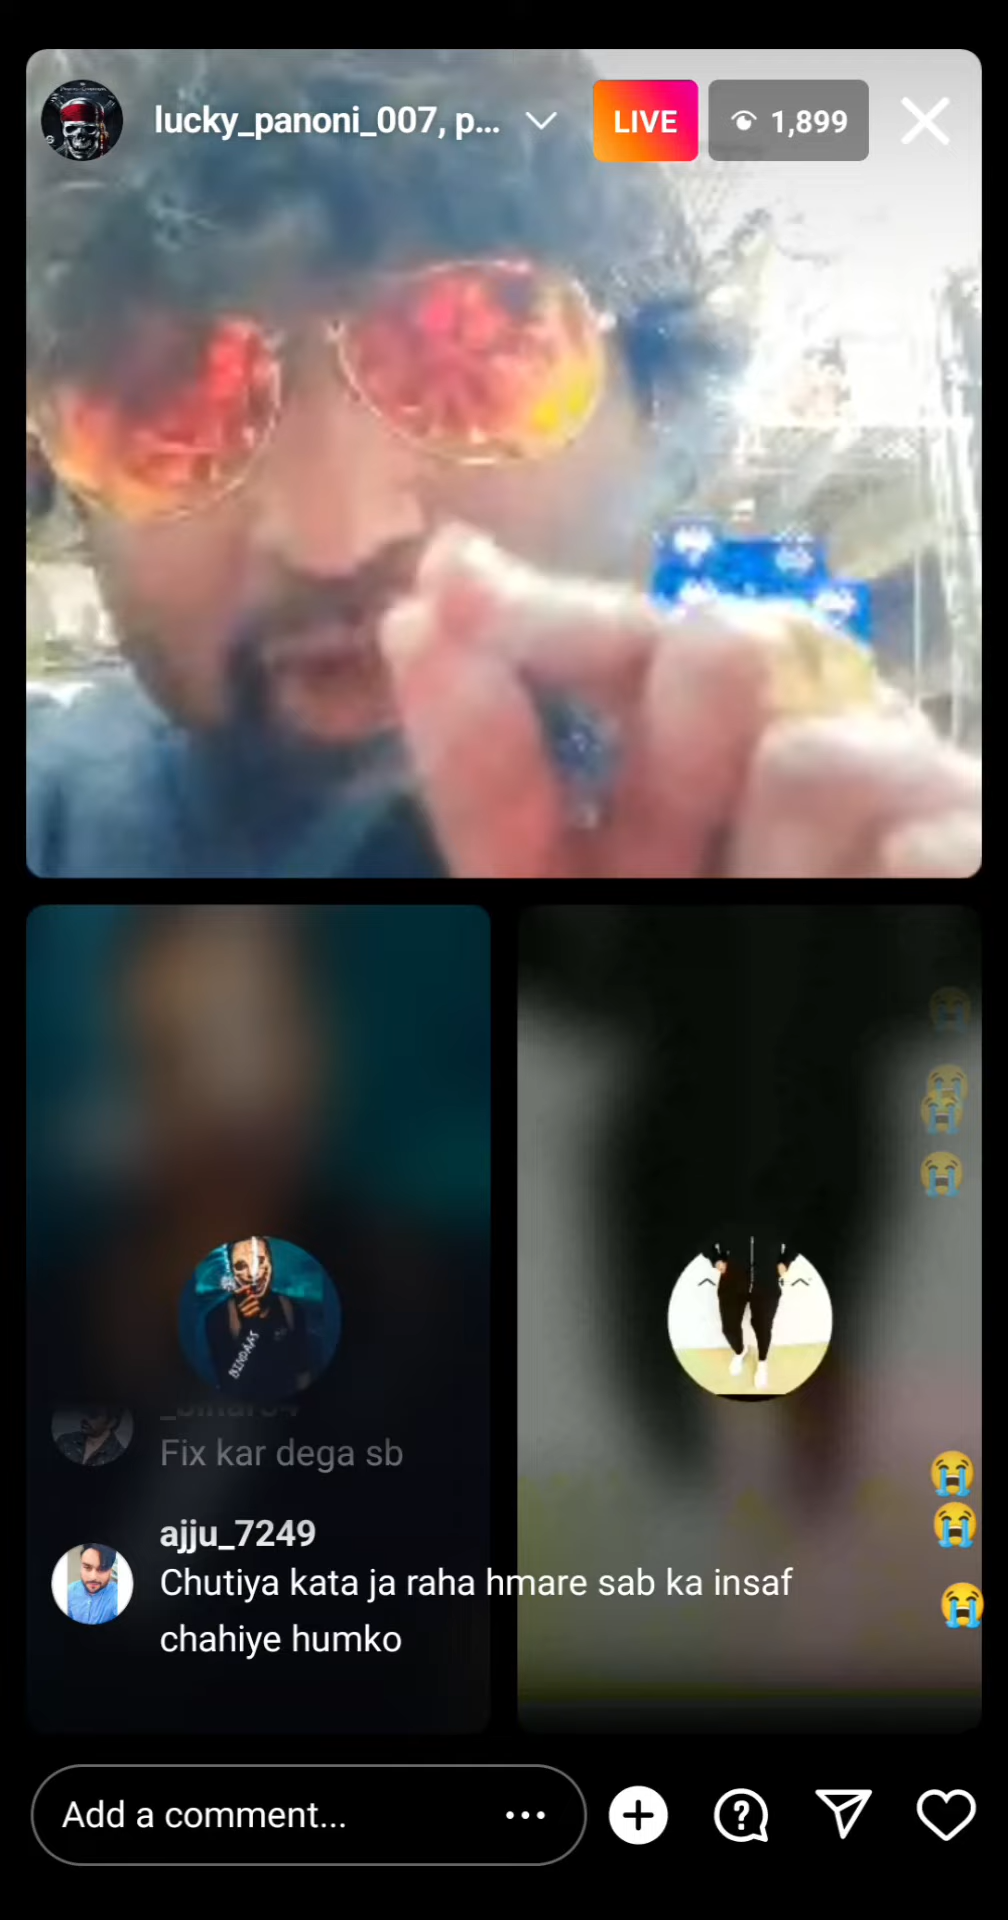 lucky_panoni_007, p...
LIVE
1,899
BINDAAS
Fix kar dega sb
ajju_7249
Chutiya kata ja raha hmare sab ka insaf
chahiye humko
Add a comment...